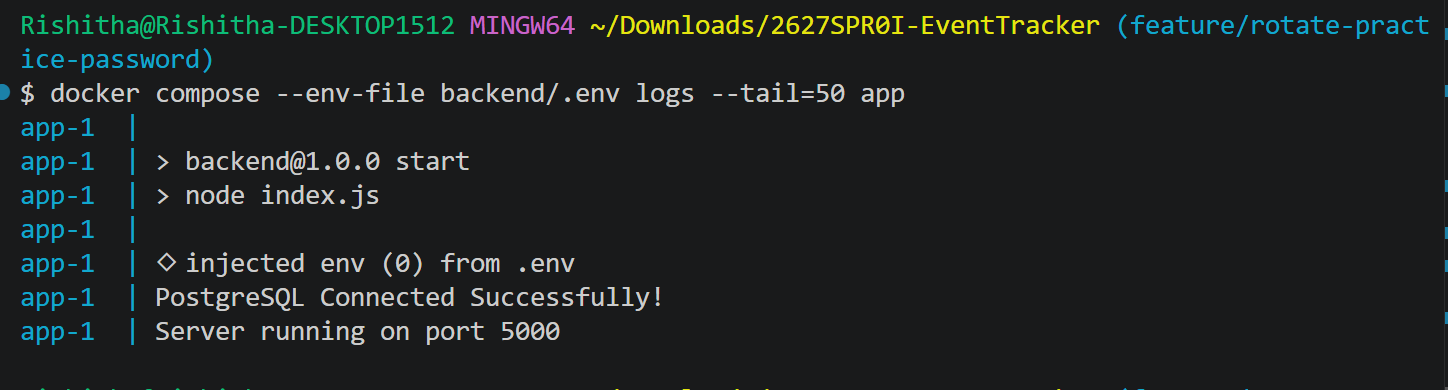 Rishitha@Rishitha-DESKTOP1512 MINGW64 ~/Downloads/2627SPR0I-EventTracker (feature/rotate-pract
ice-password)
$ docker compose --env-file backend/.env logs --tail=50 app
app-1  |
app-1  | > backend@1.0.0 start
app-1  | > node index.js
app-1  |
app-1  | ◇ injected env (0) from .env
app-1  | PostgreSQL Connected Successfully!
app-1  | Server running on port 5000